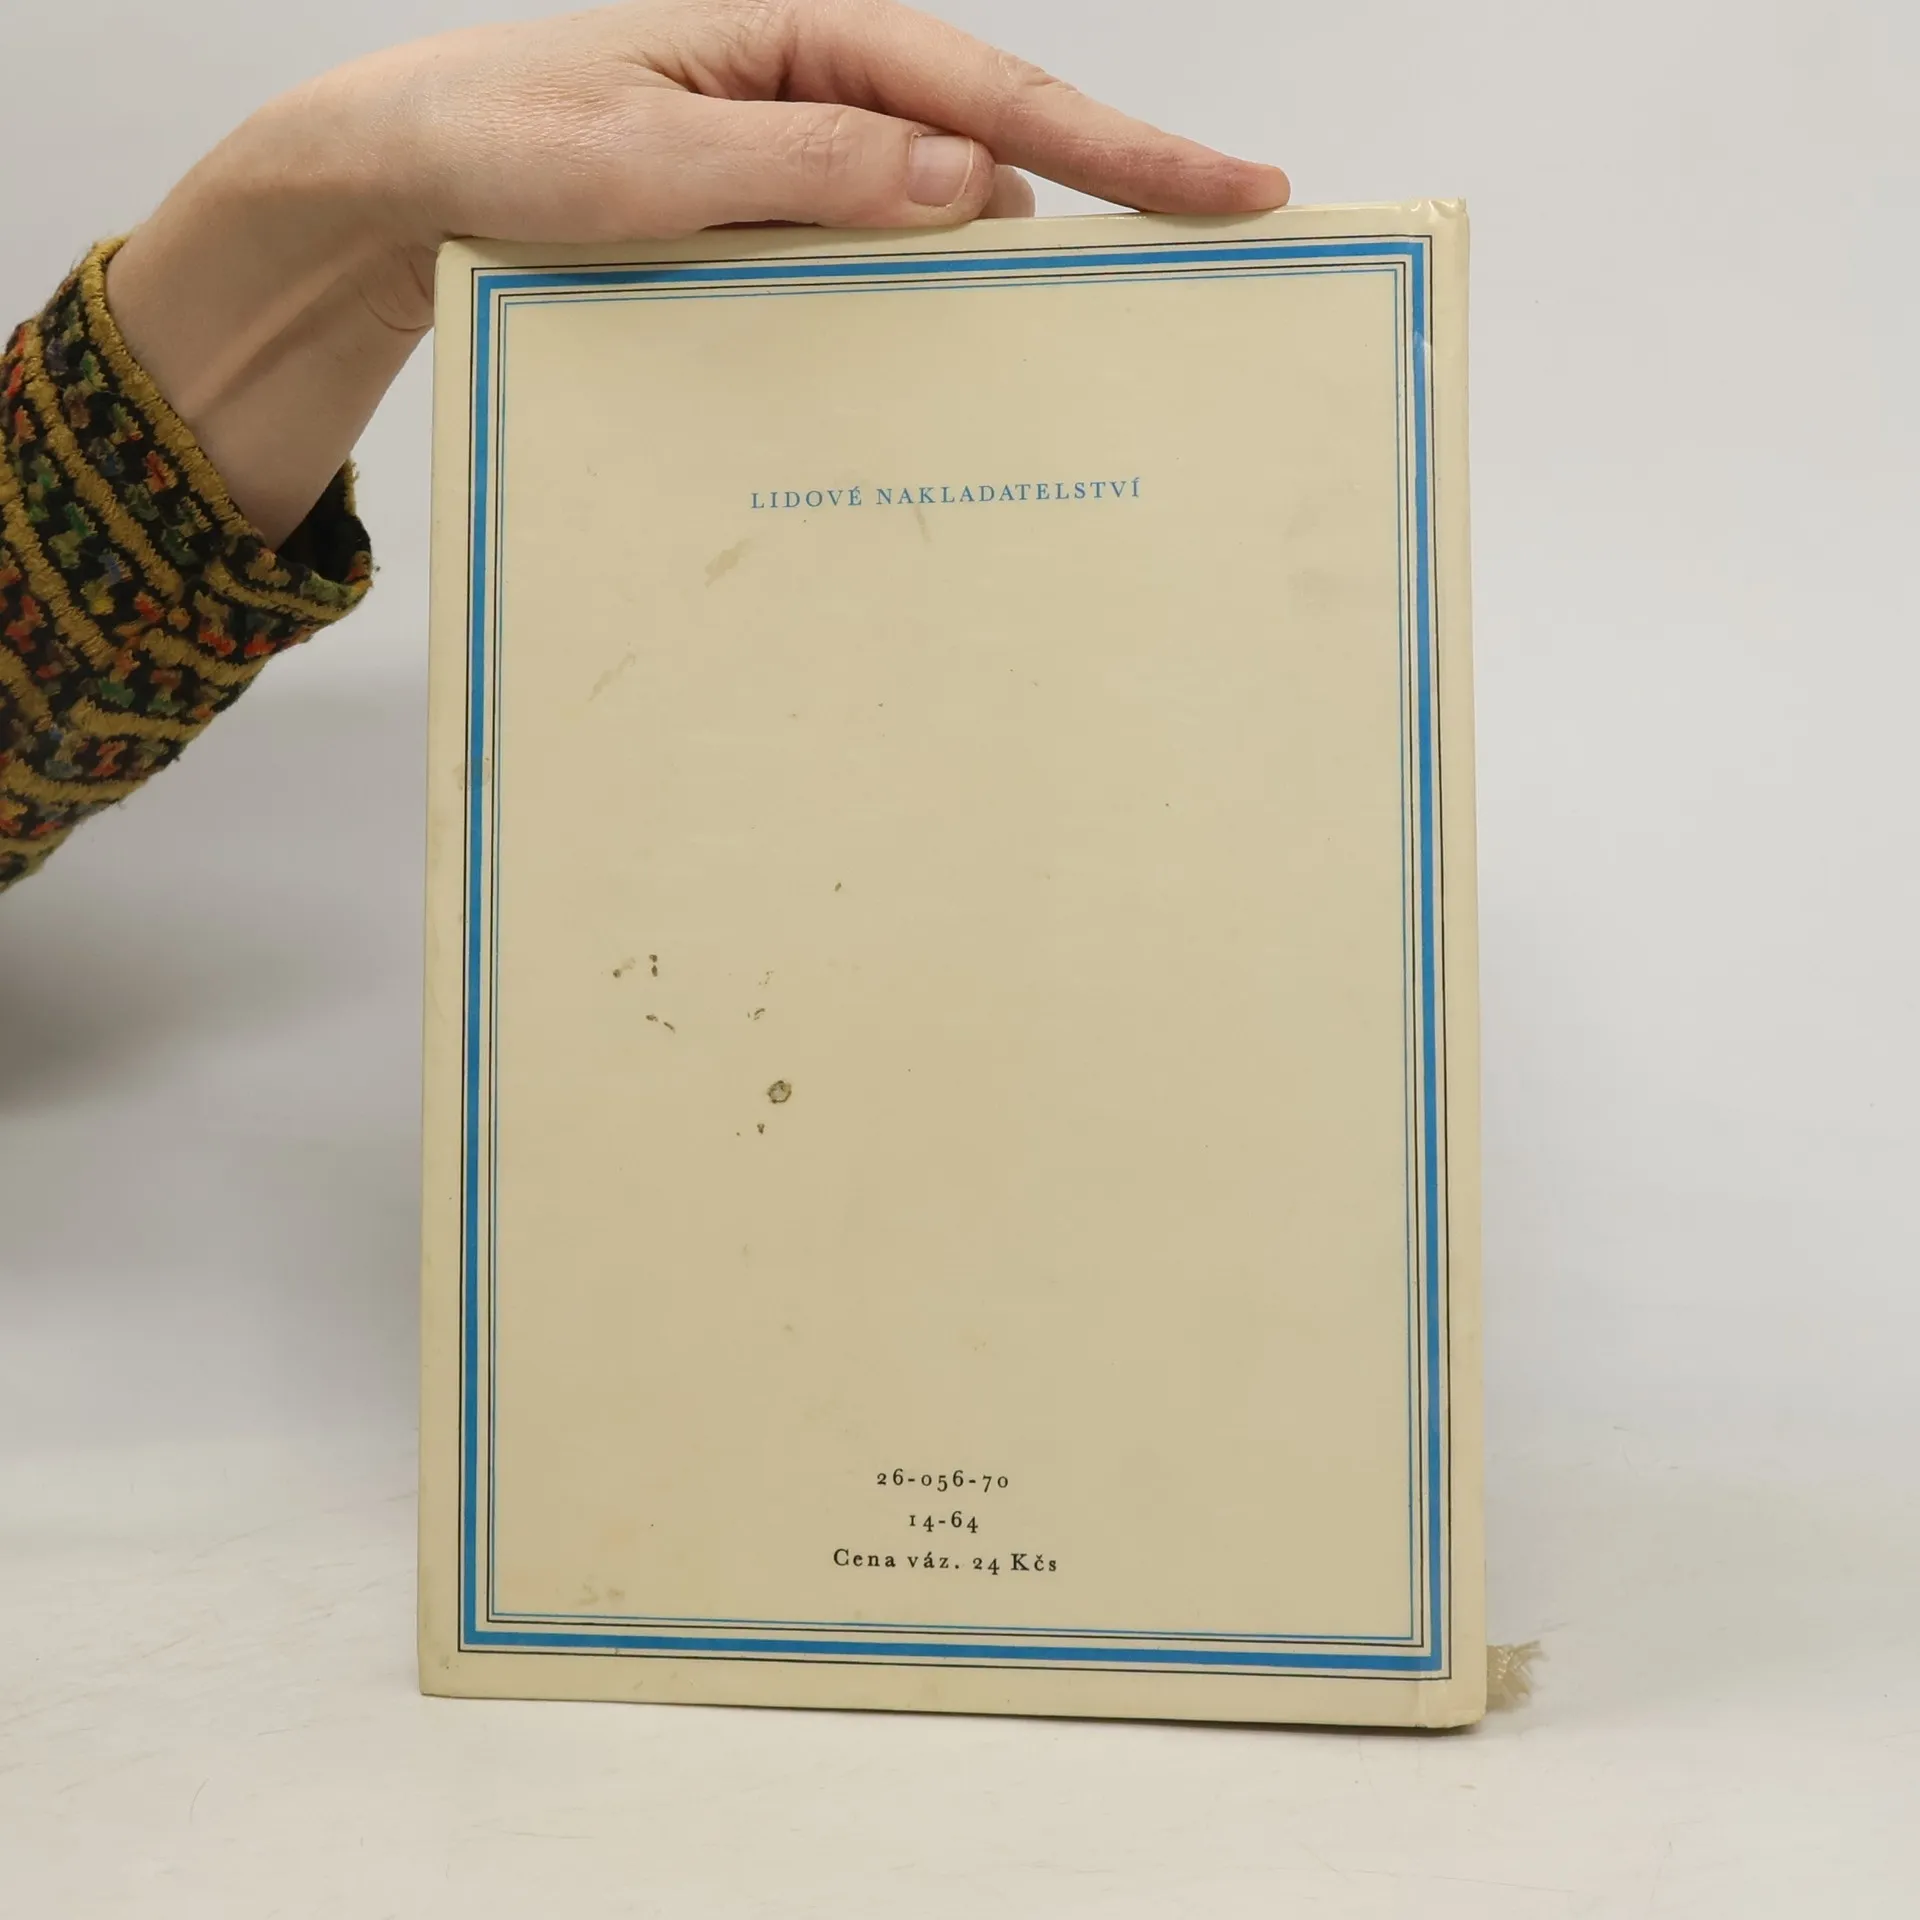 LIDOVÉ NAKLADATELSTVÍ
26-056-70
14-64
Cena váz. 24 Kčs